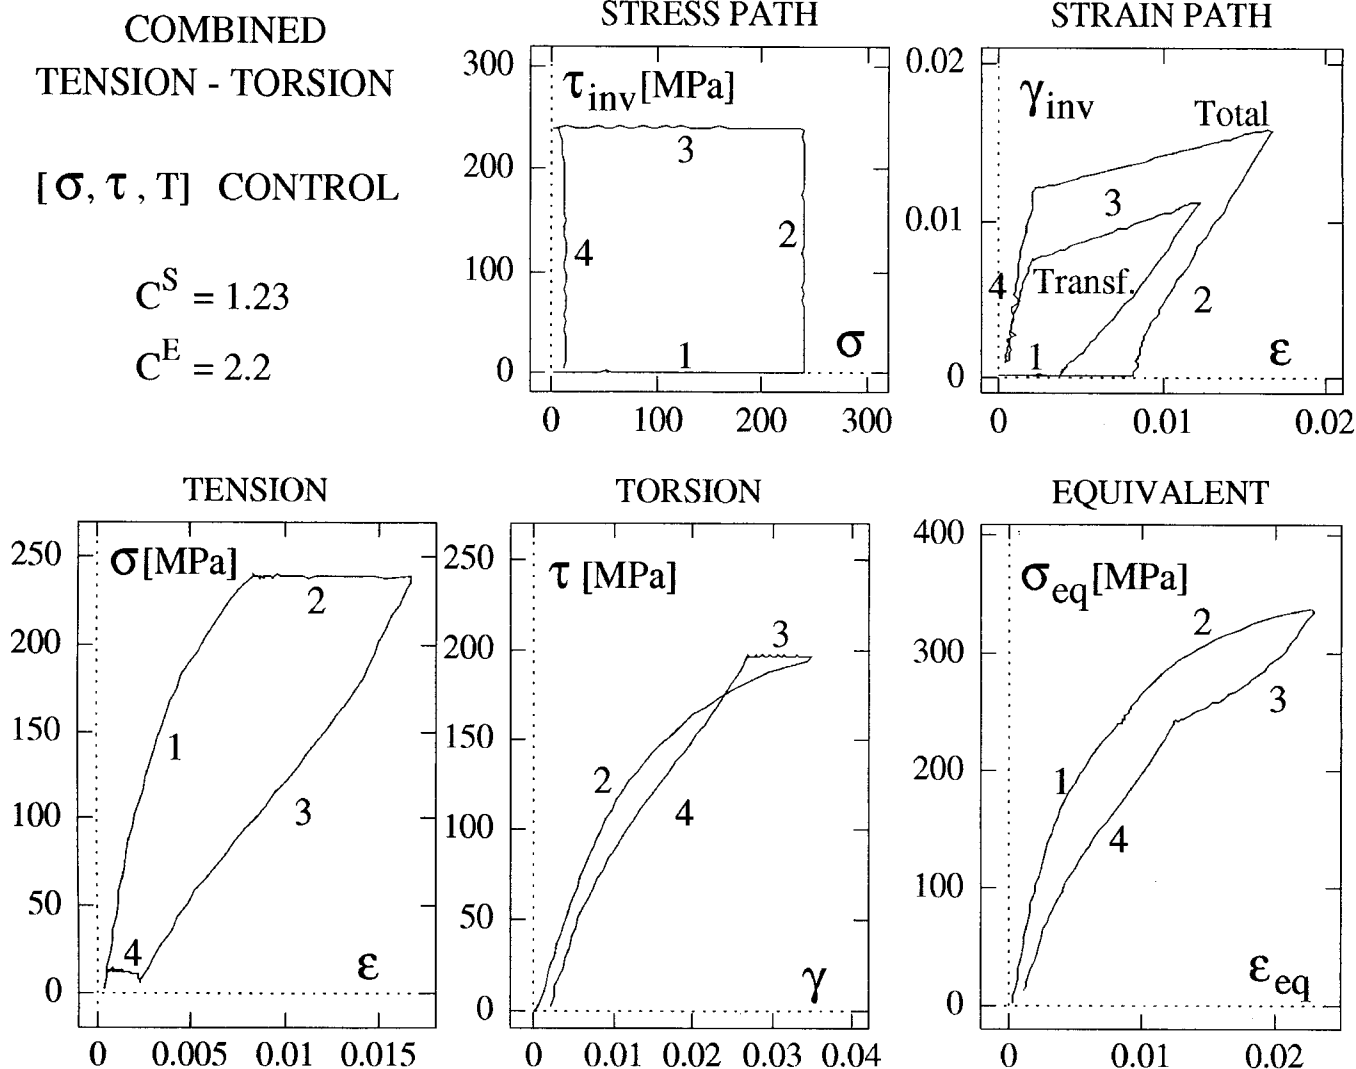 COMBINED
TENSION - TORSION
[σ, τ, T] CONTROL
C^S = 1.23
C^E = 2.2
STRESS PATH
τ_inv [MPa]
300
200
100
0
3
4
2
1
σ
0 100 200 300
STRAIN PATH
0.02
γ_inv
Total
0.01
3
4
Transf.
2
1
ε
0
0 0.01 0.02
TENSION
250
σ [MPa]
2
200
150
1
100
3
50
4
ε
0
0 0.005 0.01 0.015
TORSION
250
τ [MPa]
3
200
150
2
4
100
50
γ
0
0 0.01 0.02 0.03 0.04
EQUIVALENT
400
σ_eq [MPa]
2
300
3
200
1
4
100
ε_eq
0
0 0.01 0.02